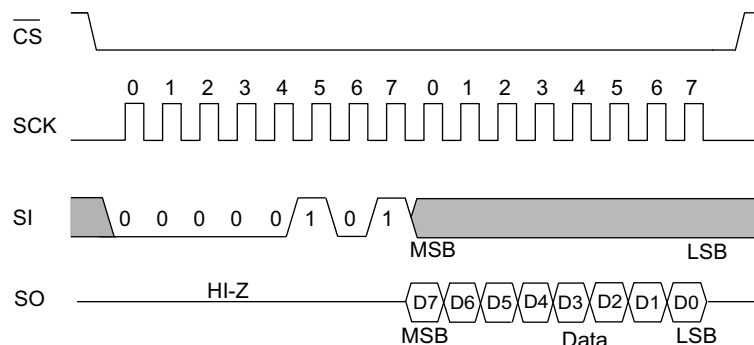 CS
0 1 2 3 4 5 6 7 0 1 2 3 4 5 6 7
SCK
SI
0 0 0 0 0 1 0 1
MSB LSB
HI-Z
SO
D7 D6 D5 D4 D3 D2 D1 D0
MSB Data LSB